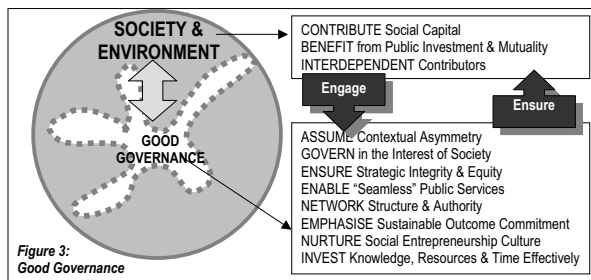 SOCIETY &
ENVIRONMENT
GOOD
GOVERNANCE
Figure 3:
Good Governance
CONTRIBUTE Social Capital
BENEFIT from Public Investment & Mutuality
INTERDEPENDENT Contributors
Engage
Ensure
ASSUME Contextual Asymmetry
GOVERN in the Interest of Society
ENSURE Strategic Integrity & Equity
ENABLE “Seamless” Public Services
NETWORK Structure & Authority
EMPHASISE Sustainable Outcome Commitment
NURTURE Social Entrepreneurship Culture
INVEST Knowledge, Resources & Time Effectively